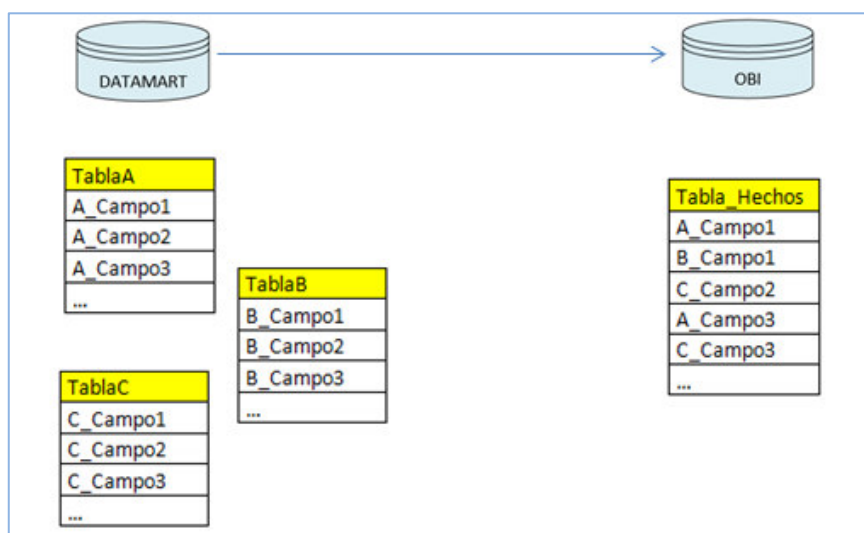 DATAMART
OBI
TablaA
A_Campo1
A_Campo2
A_Campo3
...
TablaB
B_Campo1
B_Campo2
B_Campo3
...
TablaC
C_Campo1
C_Campo2
C_Campo3
...
Tabla_Hechos
A_Campo1
B_Campo1
C_Campo2
A_Campo3
C_Campo3
...